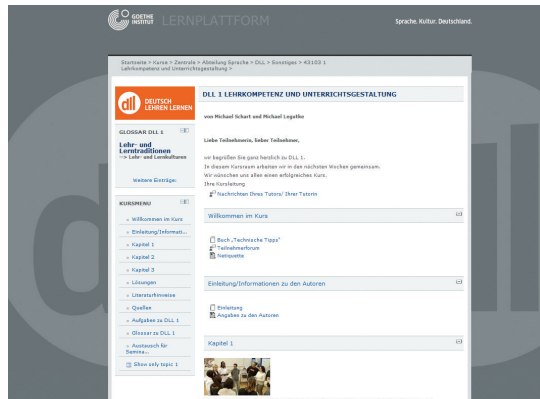 GOETHE INSTITUT
LERNPLATTFORM
Sprache. Kultur. Deutschland.
Startseite > Kurse > Zentrale > Abteilung Sprache > DLL > Sonstiges > 43103 1
Lehrkompetenz und Unterrichtsgestaltung >
dll
DEUTSCH
LEHREN LERNEN
GLOSSAR DLL 1
Lehr- und
Lerntraditionen
--> Lehr- und Lernkulturen
Weitere Einträge:
KURSMENU
Willkommen im Kurs
Einleitung/Informati...
Kapitel 1
Kapitel 2
Kapitel 3
Lösungen
Literaturhinweise
Quellen
Aufgaben zu DLL 1
Glossar zu DLL 1
Austausch für
Semina...
Show only topic 1
DLL 1 LEHRKOMPETENZ UND UNTERRICHTSGESTALTUNG
von Michael Schart und Michael Legutke
Liebe Teilnehmerin, lieber Teilnehmer,
wir begrüßen Sie ganz herzlich zu DLL 1.
In diesem Kursraum arbeiten wir in den nächsten Wochen gemeinsam.
Wir wünschen uns allen einen erfolgreichen Kurs.
Ihre Kursleitung
Nachrichten Ihres Tutors/ Ihrer Tutorin
Willkommen im Kurs
Buch „Technische Tipps"
Teilnehmerforum
Netiquette
Einleitung/Informationen zu den Autoren
Einleitung
Angaben zu den Autoren
Kapitel 1